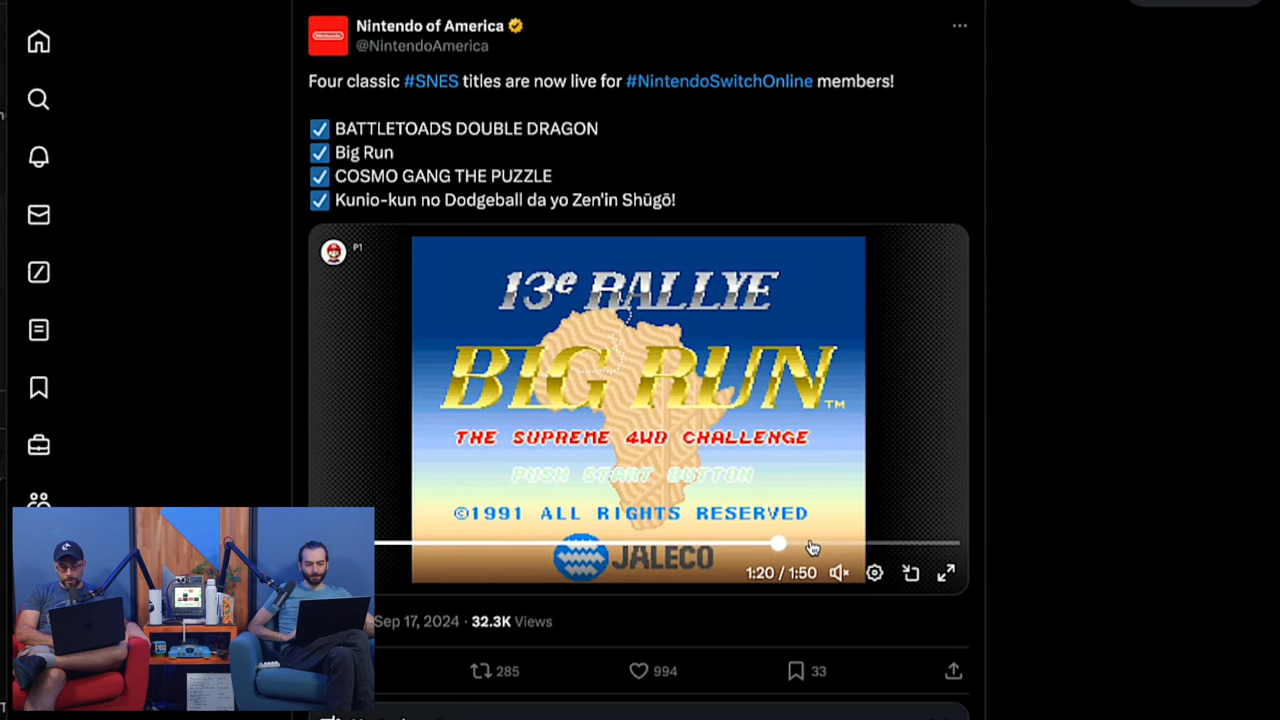 Nintendo of America
@NintendoAmerica
Four classic #SNES titles are now live for #NintendoSwitchOnline members!
BATTLETOADS DOUBLE DRAGON
Big Run
COSMO GANG THE PUZZLE
Kunio-kun no Dodgeball da yo Zen'in Shūgō!
P1
13e RALLYE
BIG RUN™
THE SUPREME 4WD CHALLENGE
PUSH START BUTTON
©1991 ALL RIGHTS RESERVED
JALECO
1:20 / 1:50
Sep 17, 2024 · 32.3K Views
285 994 33